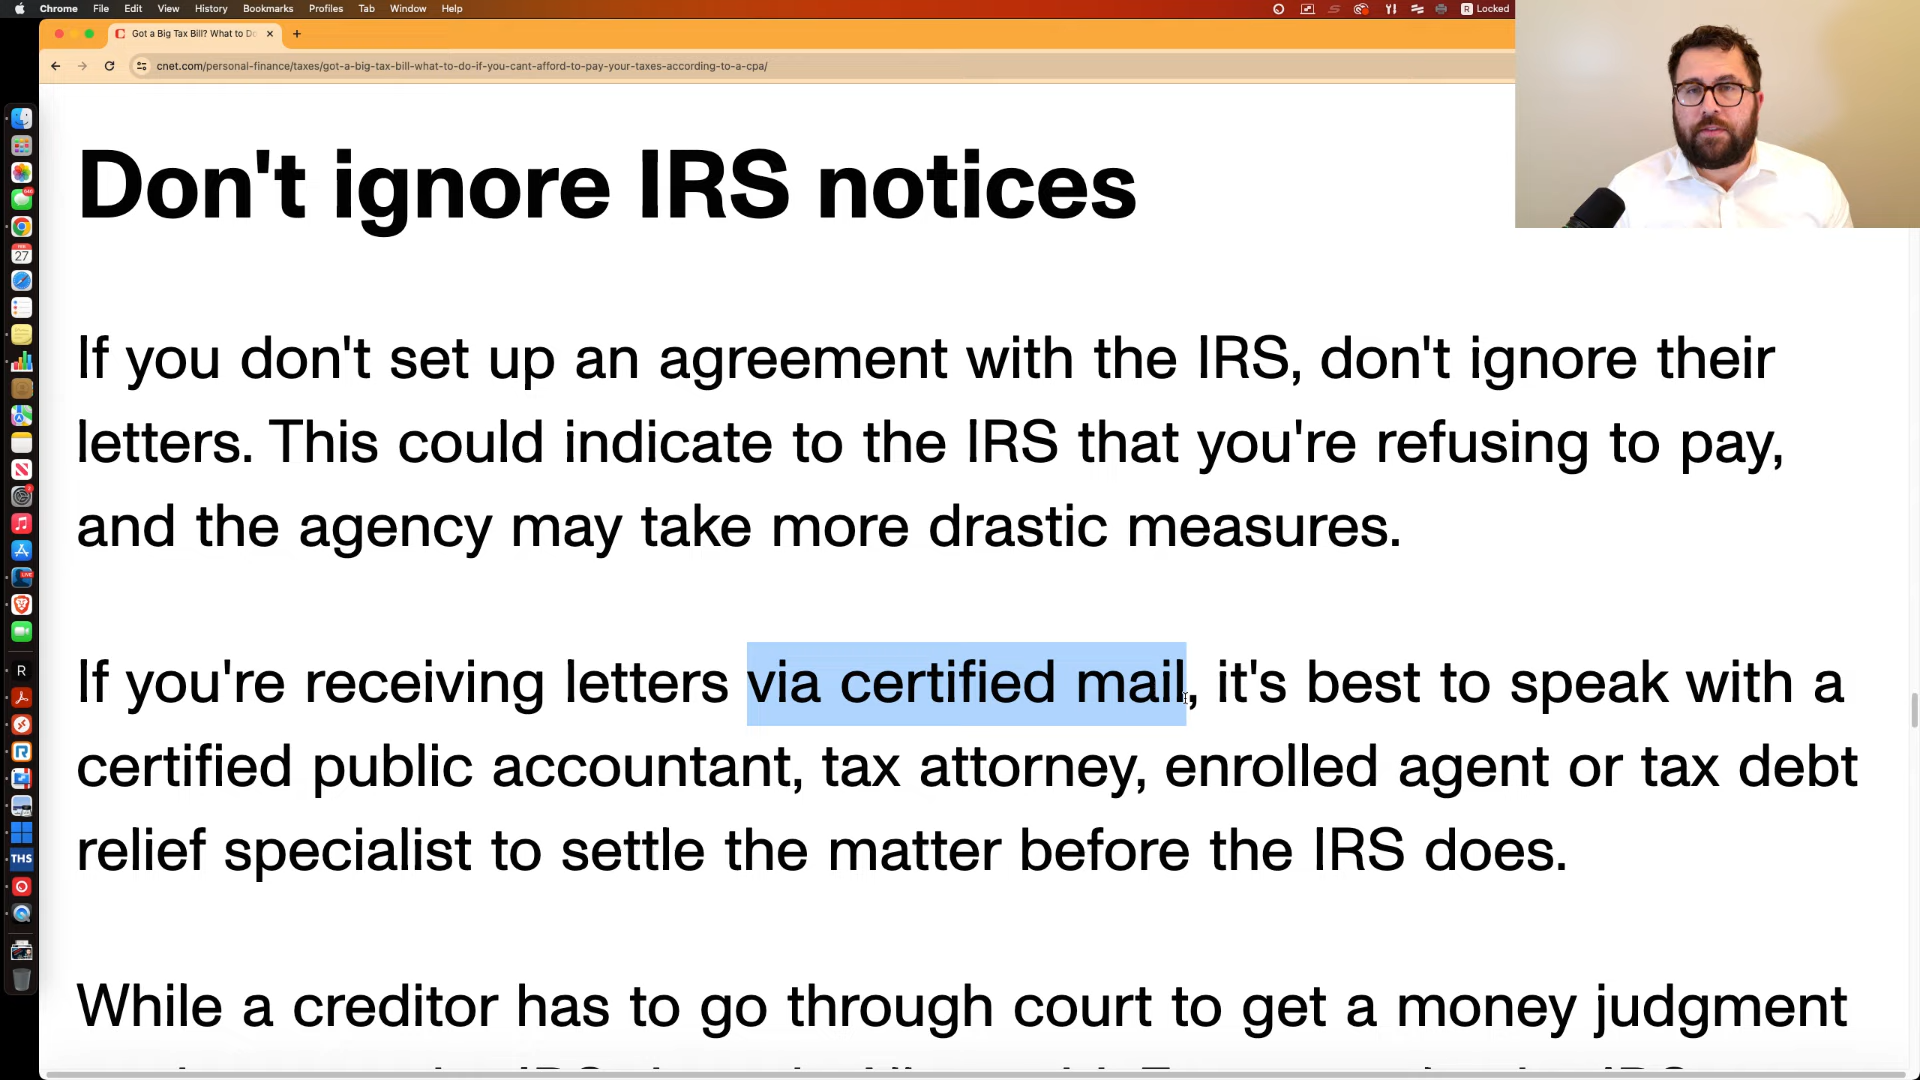 Chrome File Edit View History Bookmarks Profiles Tab Window Help
Locked
Got a Big Tax Bill? What to D
cnet.com/personal-finance/taxes/got-a-big-tax-bill-what-to-do-if-you-cant-afford-to-pay-your-taxes-according-to-a-cpa/
Don't ignore IRS notices
If you don't set up an agreement with the IRS, don't ignore their
letters. This could indicate to the IRS that you're refusing to pay,
and the agency may take more drastic measures.
If you're receiving letters via certified mail, it's best to speak with a
certified public accountant, tax attorney, enrolled agent or tax debt
relief specialist to settle the matter before the IRS does.
While a creditor has to go through court to get a money judgment
27
R
THS